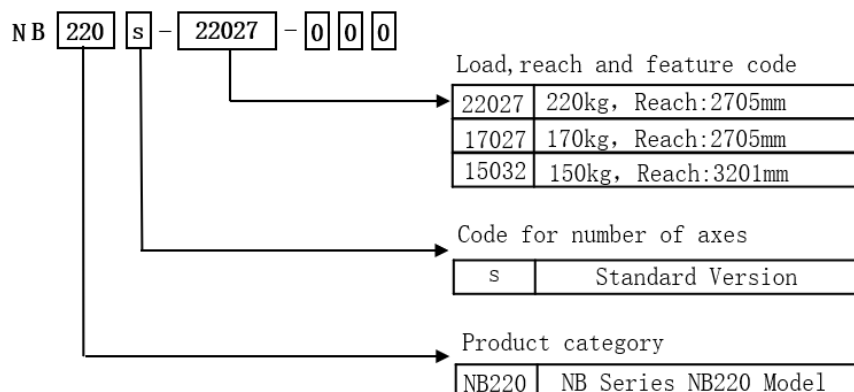 NB 220 s - 22027 - 0 0 0
Load,reach and feature code
22027 220kg, Reach:2705mm
17027 170kg, Reach:2705mm
15032 150kg, Reach:3201mm
Code for number of axes
s Standard Version
Product category
NB220 NB Series NB220 Model